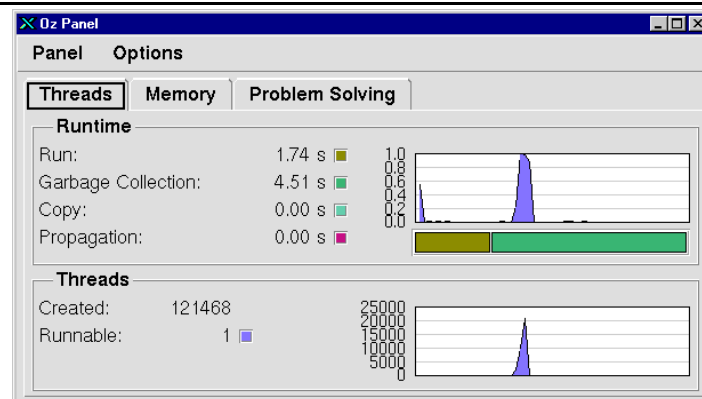 Oz Panel
Panel Options
Threads Memory Problem Solving
Runtime
Run: 1.74 s
Garbage Collection: 4.51 s
Copy: 0.00 s
Propagation: 0.00 s
1.0
0.8
0.6
0.4
0.2
0.0
Threads
Created: 121468
Runnable: 1
25000
20000
15000
10000
5000
0